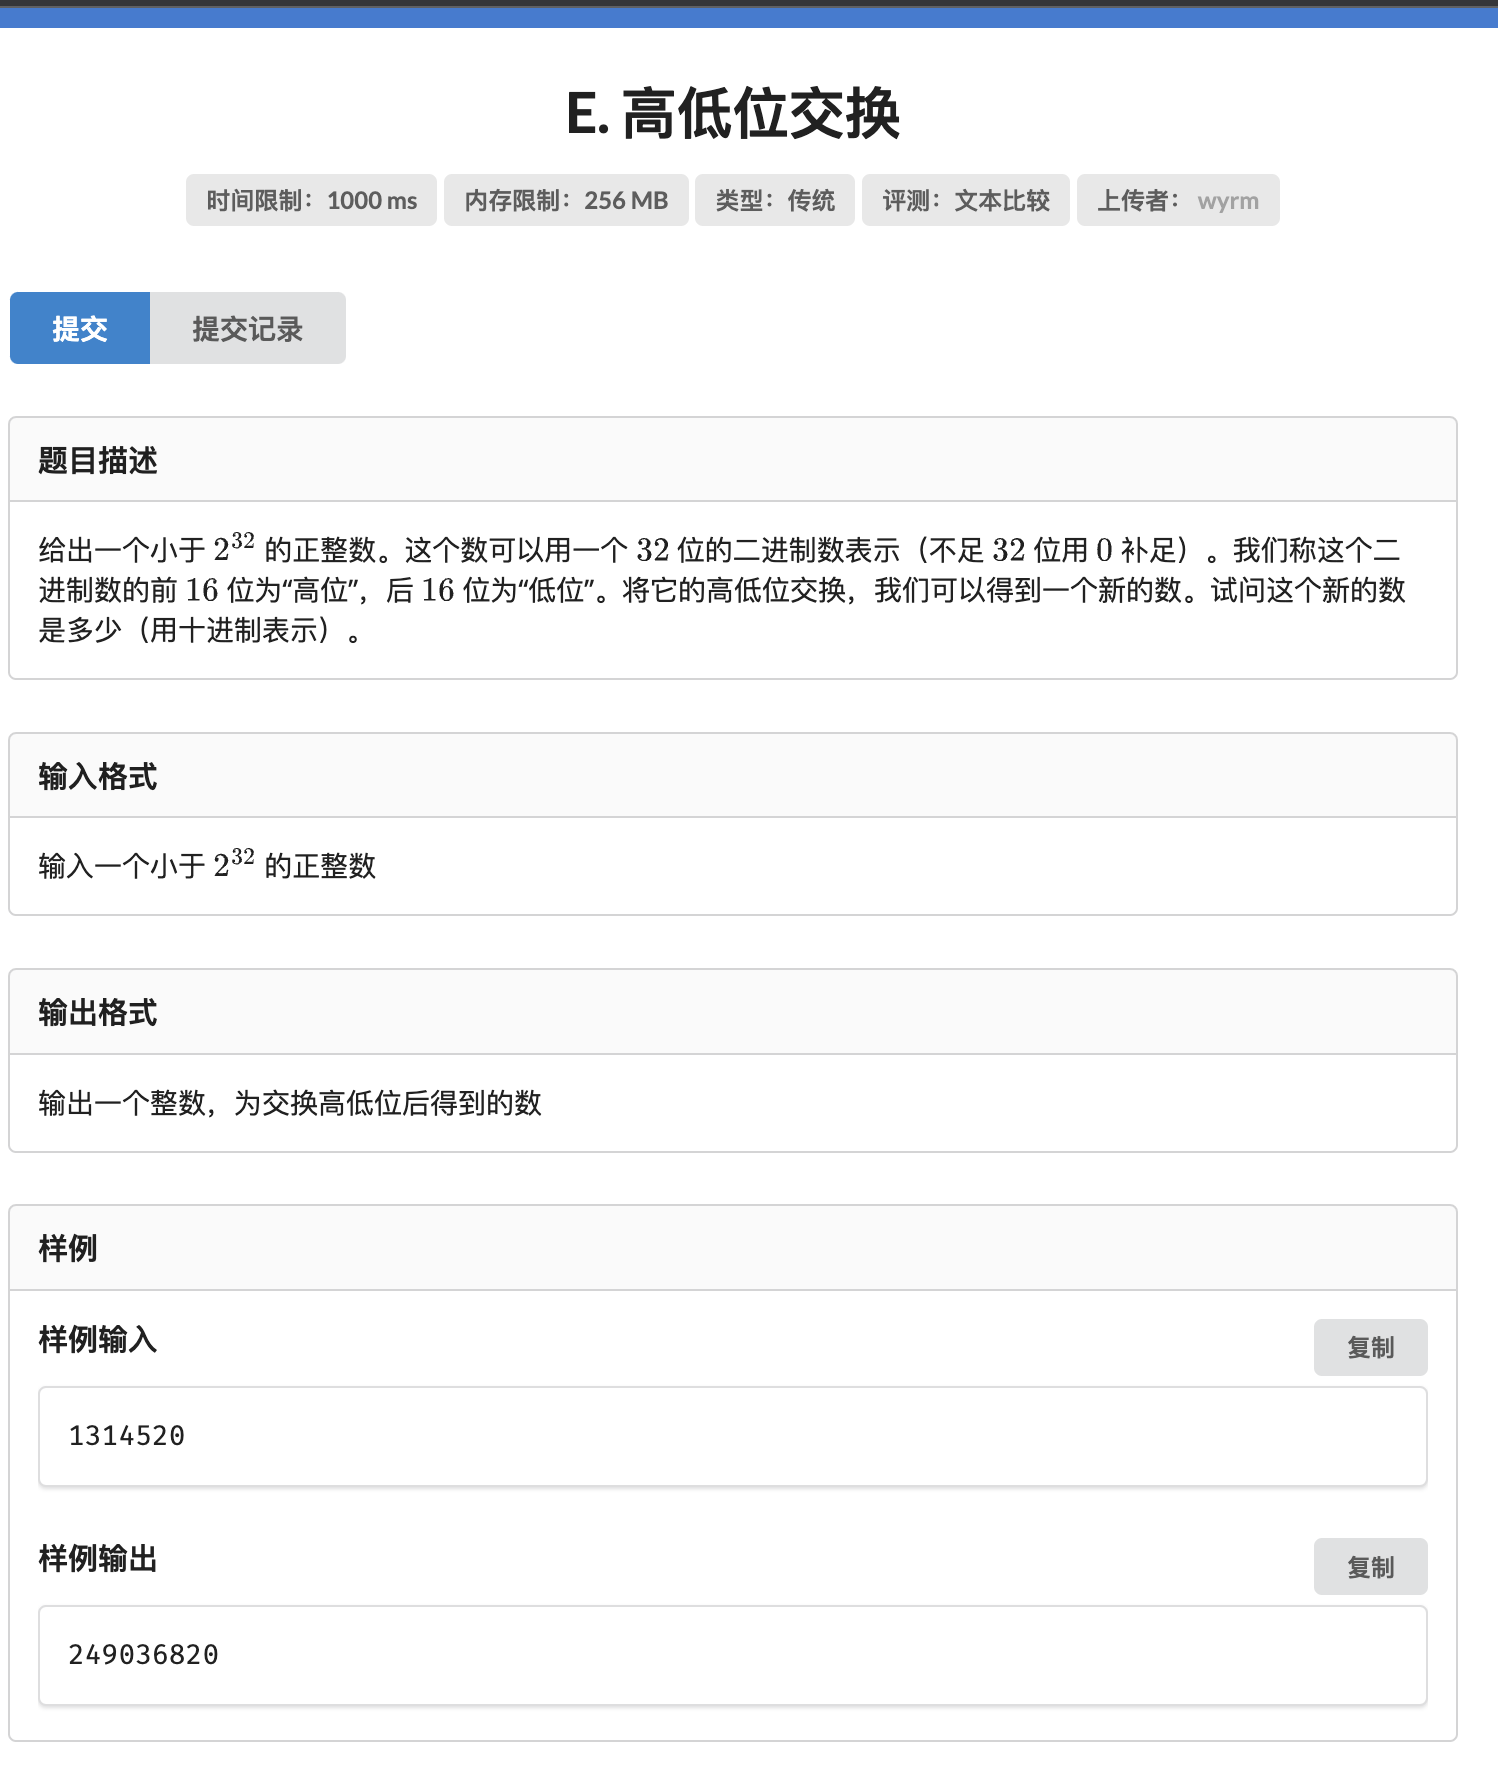 E. 高低位交换
时间限制：1000 ms 内存限制：256 MB 类型：传统 评测：文本比较 上传者： wyrm
提交 提交记录
题目描述
给出一个小于 2^32 的正整数。这个数可以用一个 32 位的二进制数表示（不足 32 位用 0 补足）。我们称这个二
进制数的前 16 位为“高位”，后 16 位为“低位”。将它的高低位交换，我们可以得到一个新的数。试问这个新的数
是多少（用十进制表示）。
输入格式
输入一个小于 2^32 的正整数
输出格式
输出一个整数，为交换高低位后得到的数
样例
样例输入 复制
1314520
样例输出 复制
249036820